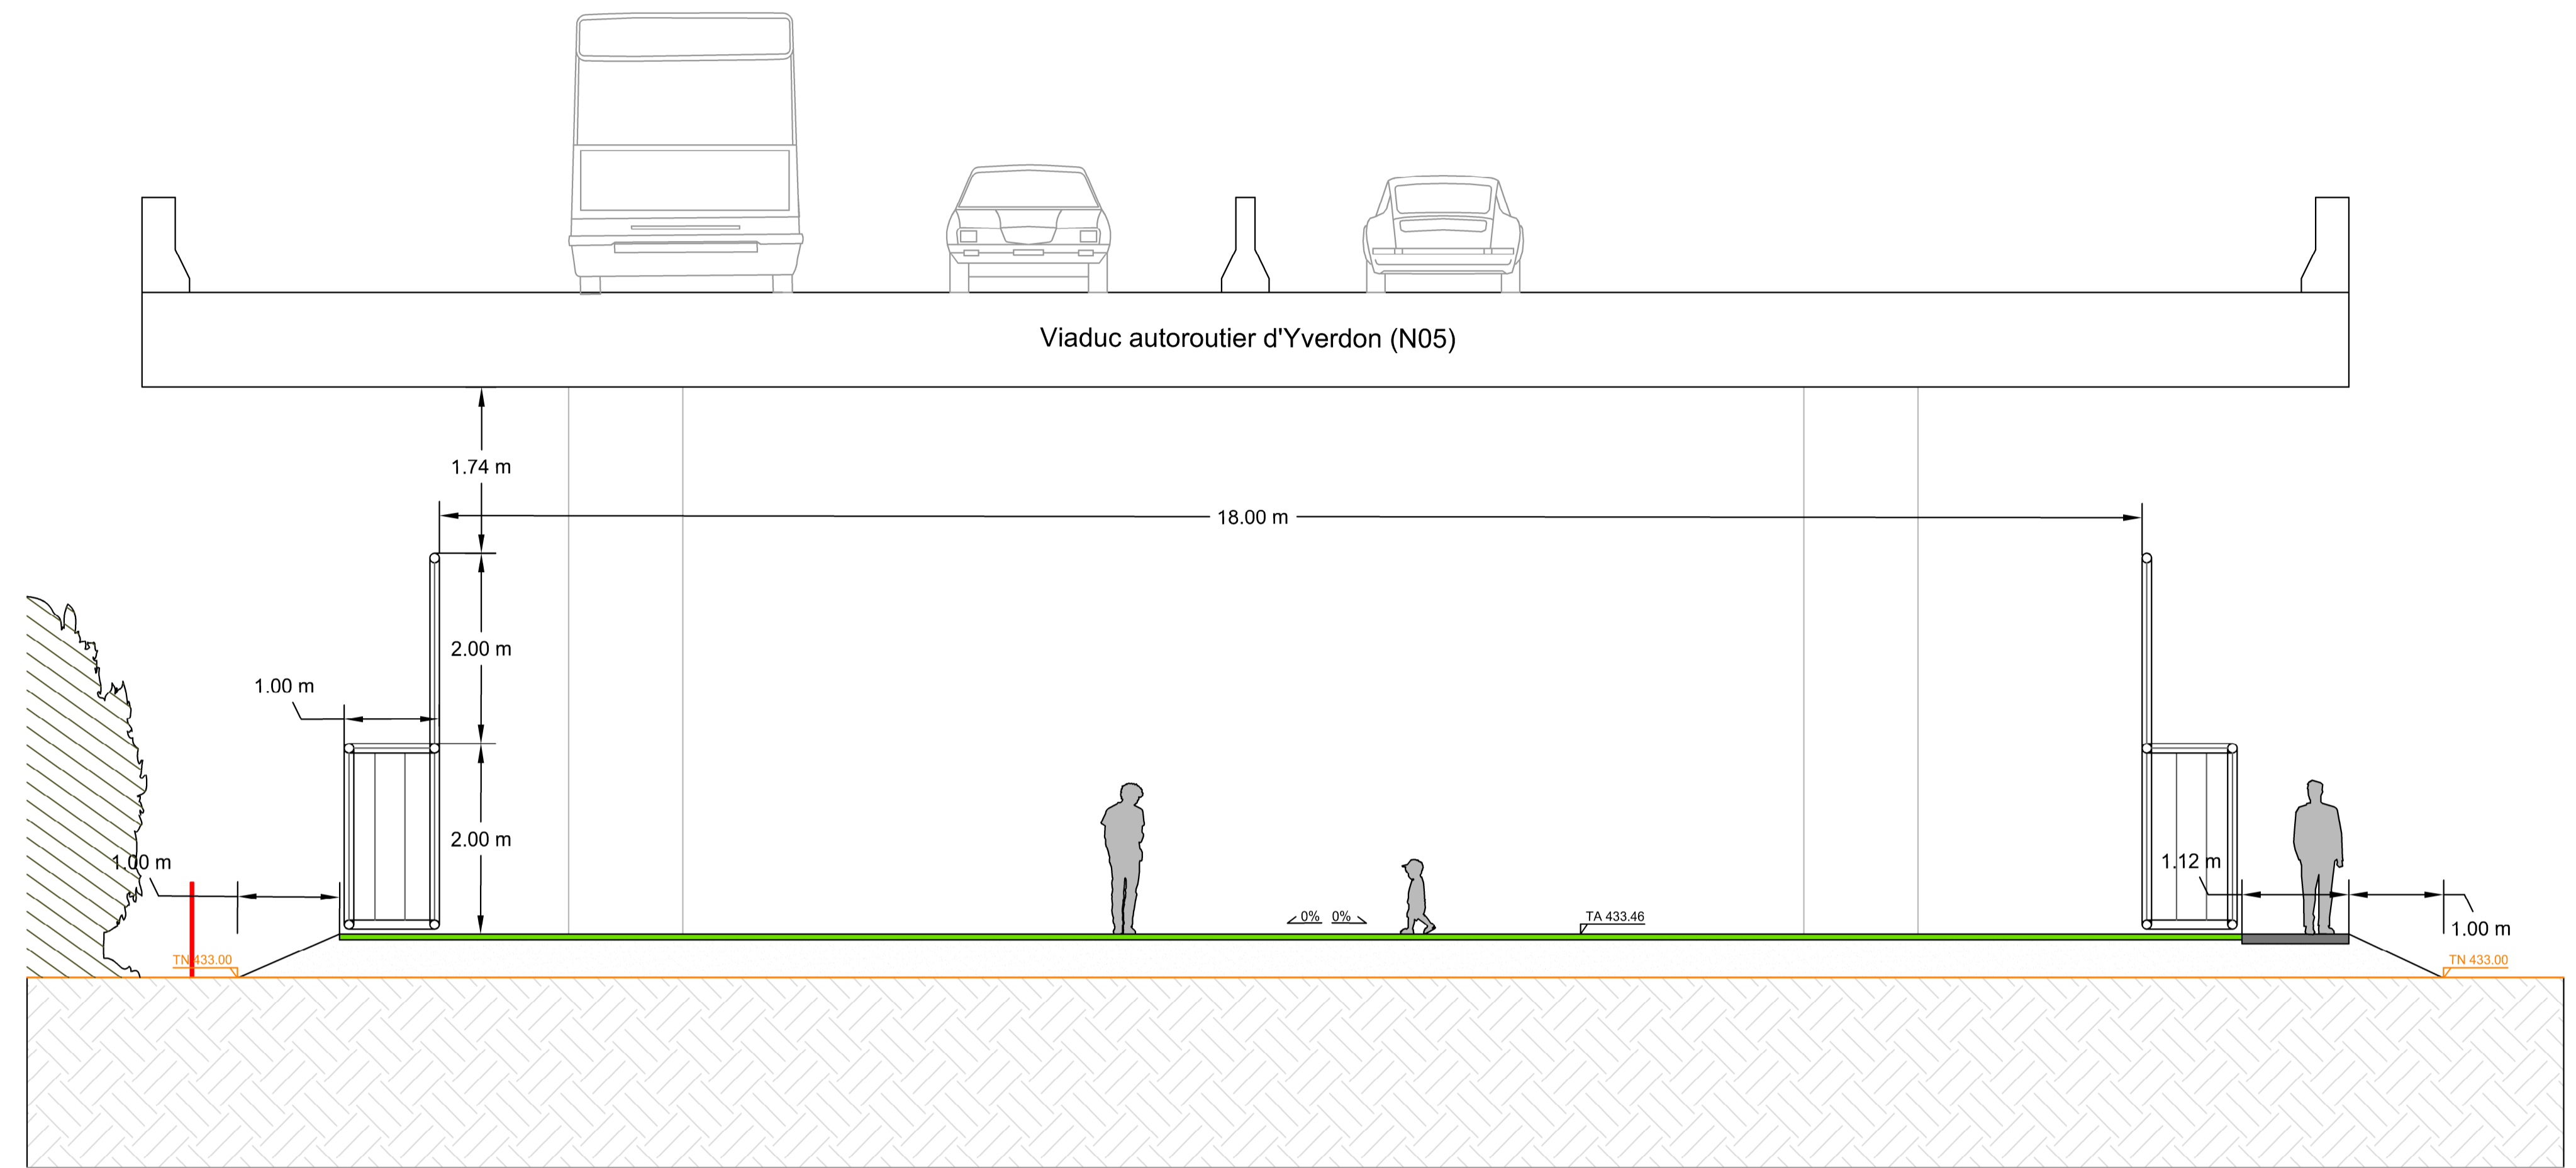 Viaduc autoroutier d'Yverdon (N05)
1.74 m
18.00 m
2.00 m
1.00 m
2.00 m
1.00 m
1.12 m
0% 0%
TA 433.46
1.00 m
TN 433.00
TN 433.00